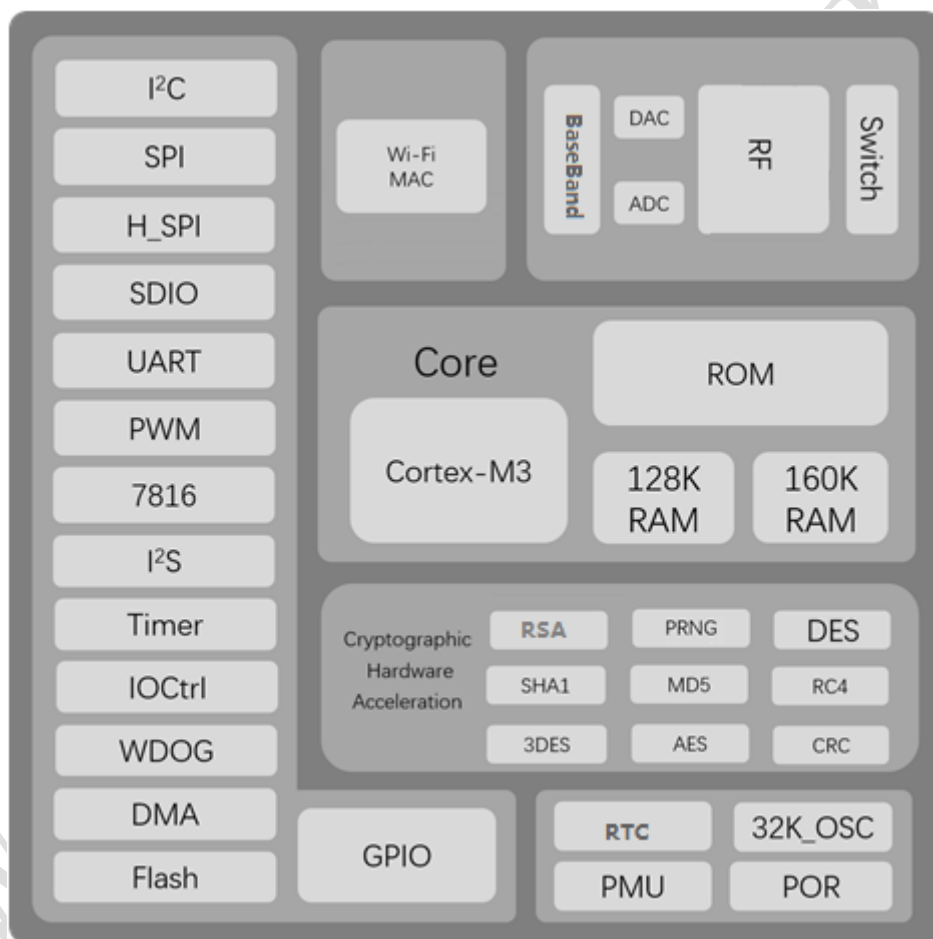 I²C
SPI
H_SPI
SDIO
UART
PWM
7816
I²S
Timer
IOCtrl
WDOG
DMA
Flash
GPIO
Wi-Fi
MAC
BaseBand
DAC
ADC
RF
Switch
Core
Cortex-M3
ROM
128K
RAM
160K
RAM
Cryptographic
Hardware
Acceleration
RSA
PRNG
DES
SHA1
MD5
RC4
3DES
AES
CRC
RTC
32K_OSC
PMU
POR